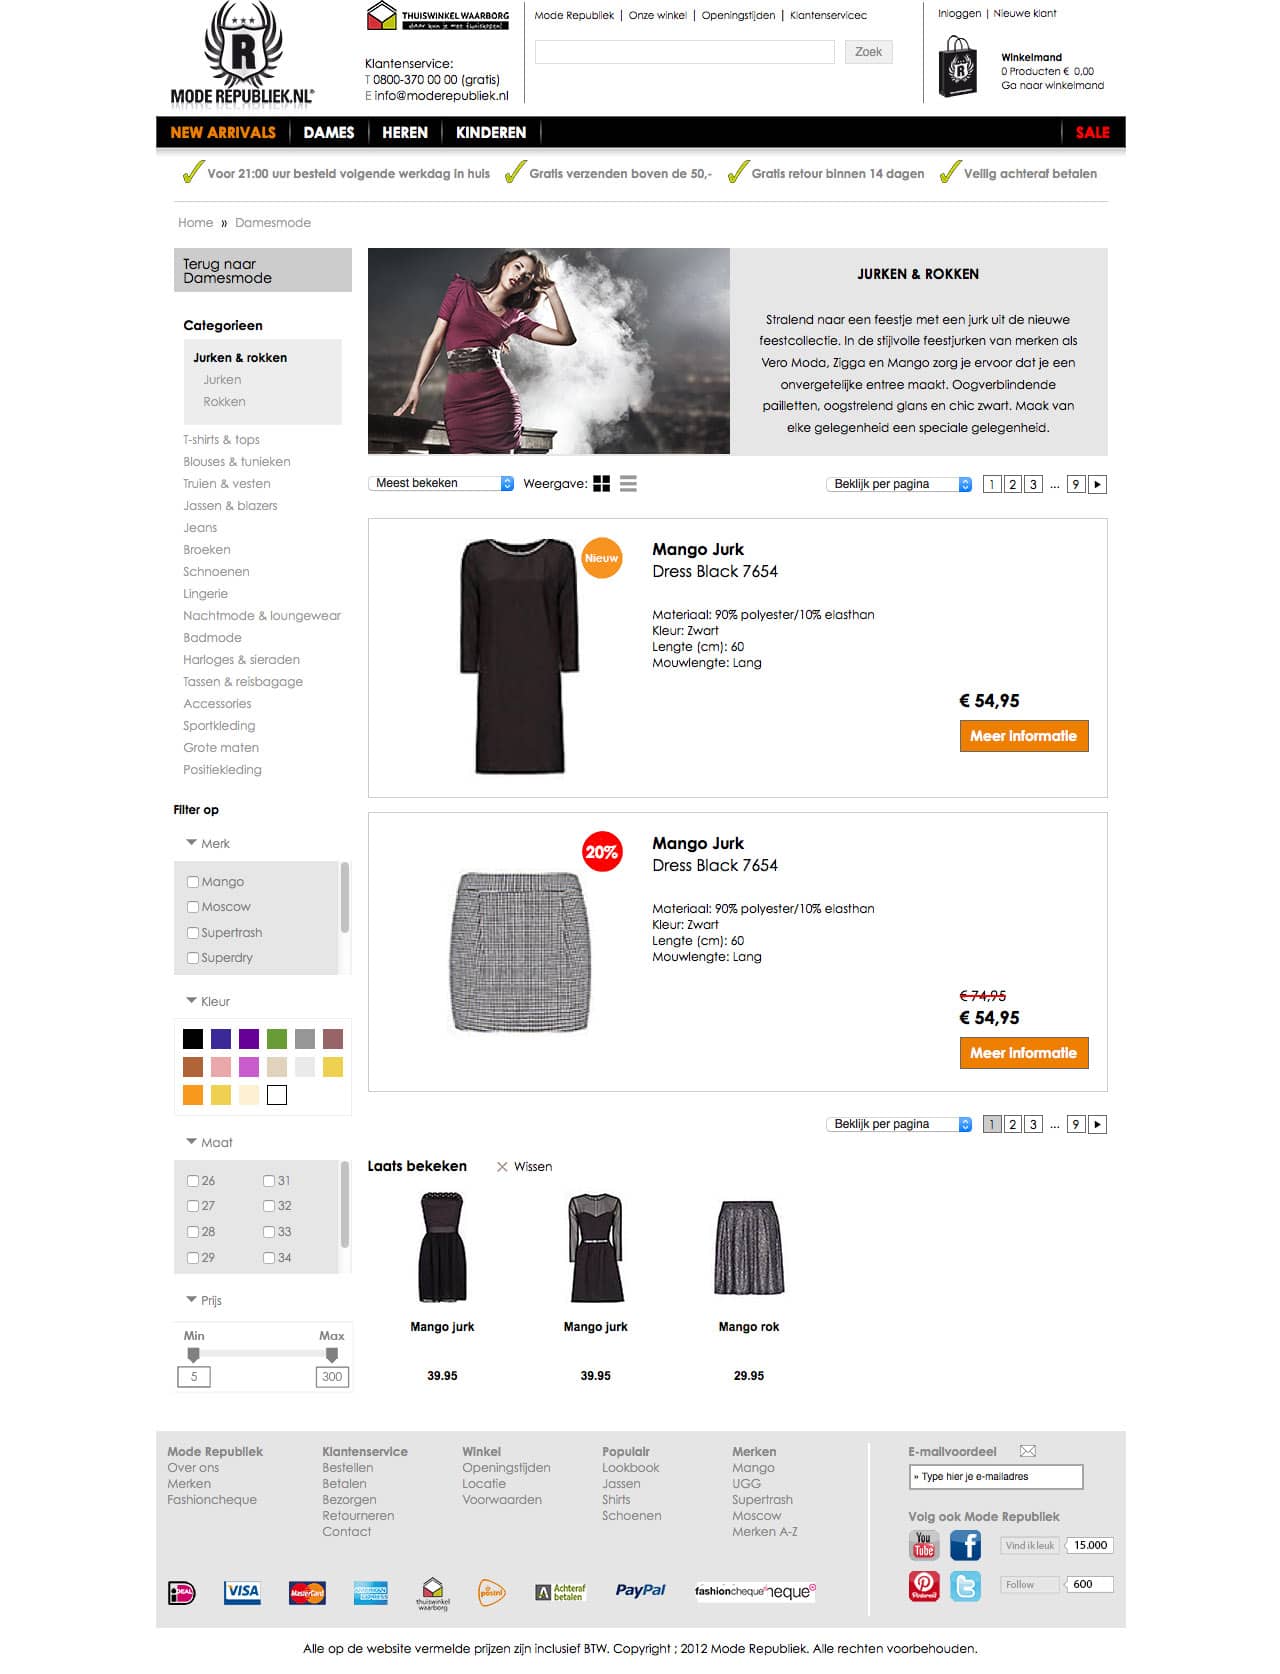 R
MODE REPUBLIEK.NL®
THUISWINKEL WAARBORG
daar kun je met thuiskopen!
Klantenservice:
T 0800-370 00 00 (gratis)
E info@moderepubliek.nl
Mode Republiek | Onze winkel | Openingstijden | Klantenservicec
Zoek
Inloggen | Nieuwe klant
Winkelmand
0 Producten € 0,00
Ga naar winkelmand
NEW ARRIVALS DAMES HEREN KINDEREN SALE
Voor 21:00 uur besteld volgende werkdag in huis Gratis verzenden boven de 50,- Gratis retour binnen 14 dagen Veilig achteraf betalen
Home » Damesmode
Terug naar
Damesmode
Categorieen
Jurken & rokken
Jurken
Rokken
T-shirts & tops
Blouses & tunieken
Truien & vesten
Jassen & blazers
Jeans
Broeken
Schnoenen
Lingerie
Nachtmode & loungewear
Badmode
Harloges & sieraden
Tassen & reisbagage
Accessories
Sportkleding
Grote maten
Positiekleding
Filter op
Merk
Mango
Moscow
Supertrash
Superdry
Kleur
Maat
26 31
27 32
28 33
29 34
Prijs
Min Max
5 300
JURKEN & ROKKEN
Stralend naar een feestje met een jurk uit de nieuwe
feestcollectie. In de stijlvolle feestjurken van merken als
Vero Moda, Zigga en Mango zorg je ervoor dat je een
onvergetelijke entree maakt. Oogverblindende
pailletten, oogstrelend glans en chic zwart. Maak van
elke gelegenheid een speciale gelegenheid.
Meest bekeken Weergave: Beklijk per pagina 1 2 3 ... 9
Nieuw
Mango Jurk
Dress Black 7654
Materiaal: 90% polyester/10% elasthan
Kleur: Zwart
Lengte (cm): 60
Mouwlengte: Lang
€ 54,95
Meer informatie
20%
Mango Jurk
Dress Black 7654
Materiaal: 90% polyester/10% elasthan
Kleur: Zwart
Lengte (cm): 60
Mouwlengte: Lang
€ 74,95
€ 54,95
Meer informatie
Beklijk per pagina 1 2 3 ... 9
Laats bekeken Wissen
Mango jurk Mango jurk Mango rok
39.95 39.95 29.95
Mode Republiek
Over ons
Merken
Fashioncheque
Klantenservice
Bestellen
Betalen
Bezorgen
Retourneren
Contact
Winkel
Openingstijden
Locatie
Voorwaarden
Populair
Lookbook
Jassen
Shirts
Schoenen
Merken
Mango
UGG
Supertrash
Moscow
Merken A-Z
E-mailvoordeel
» Type hier je e-mailadres
Volg ook Mode Republiek
You Tube f Vind ik leuk 15.000
Pinterest t Follow 600
iDEAL VISA MasterCard AMERICAN EXPRESS thuiswinkel waarborg postnl Achteraf betalen PayPal fashioncheque neque
Alle op de website vermelde prijzen zijn inclusief BTW. Copyright ; 2012 Mode Republiek. Alle rechten voorbehouden.